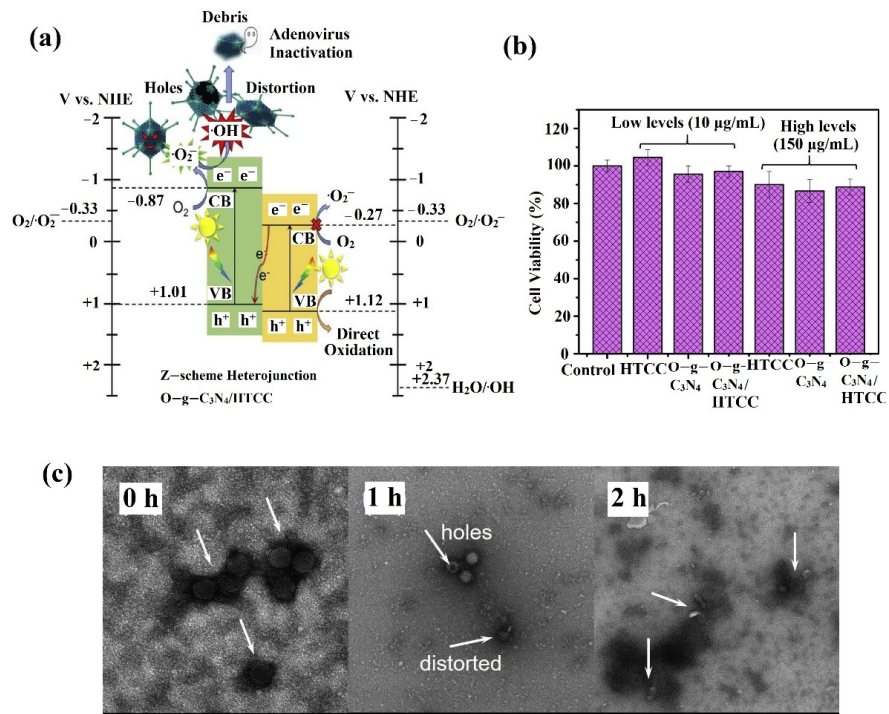 (a)
Debris
Adenovirus
Inactivation
V vs. NIIE
Holes
Distortion
V vs. NHE
·OH
·O₂⁻
−2
−1
−0.87
O₂/·O₂⁻
−0.33
0
+1.01
+1
+2
O₂
e⁻ e⁻
CB
VB
h⁺ h⁺
e⁻
e⁻
e⁻ e⁻
CB
VB
h⁺ h⁺
·O₂⁻
−0.27
O₂
+1.12
Direct
Oxidation
−2
−1
−0.33
O₂/·O₂⁻
0
+1
+2
+2.37
H₂O/·OH
Z−scheme Heterojunction
O−g−C₃N₄/IITCC
(b)
Cell Viability (%)
120
100
80
60
40
20
0
Low levels (10 µg/mL)
High levels
(150 µg/mL)
Control
HTCC
O−g−
C₃N₄
O−g-
C₃N₄/
IITCC
HTCC
O−g
C₃N₄
O−g−
C₃N₄/
HTCC
(c)
0 h
1 h
holes
distorted
2 h